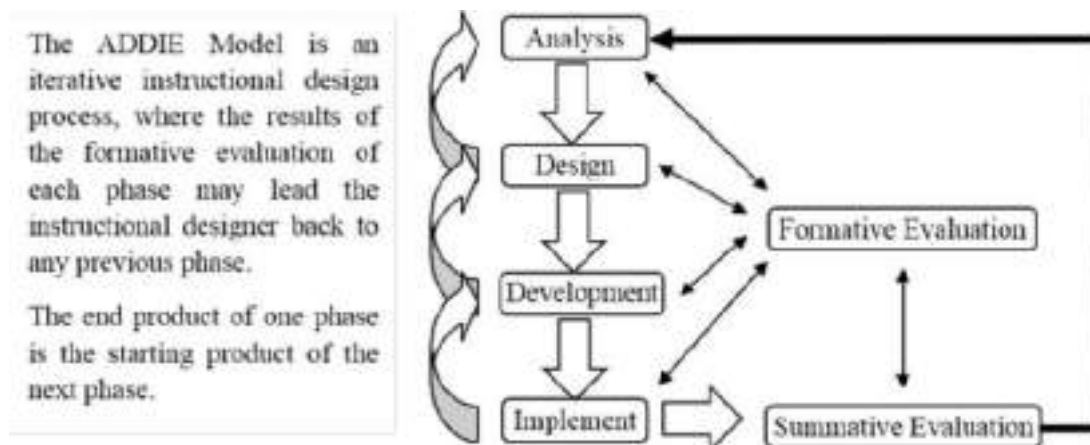 The ADDIE Model is an
iterative instructional design
process, where the results of
the formative evaluation of
each phase may lead the
instructional designer back to
any previous phase.
The end product of one phase
is the starting product of the
next phase.
Analysis
Design
Development
Implement
Formative Evaluation
Summative Evaluation